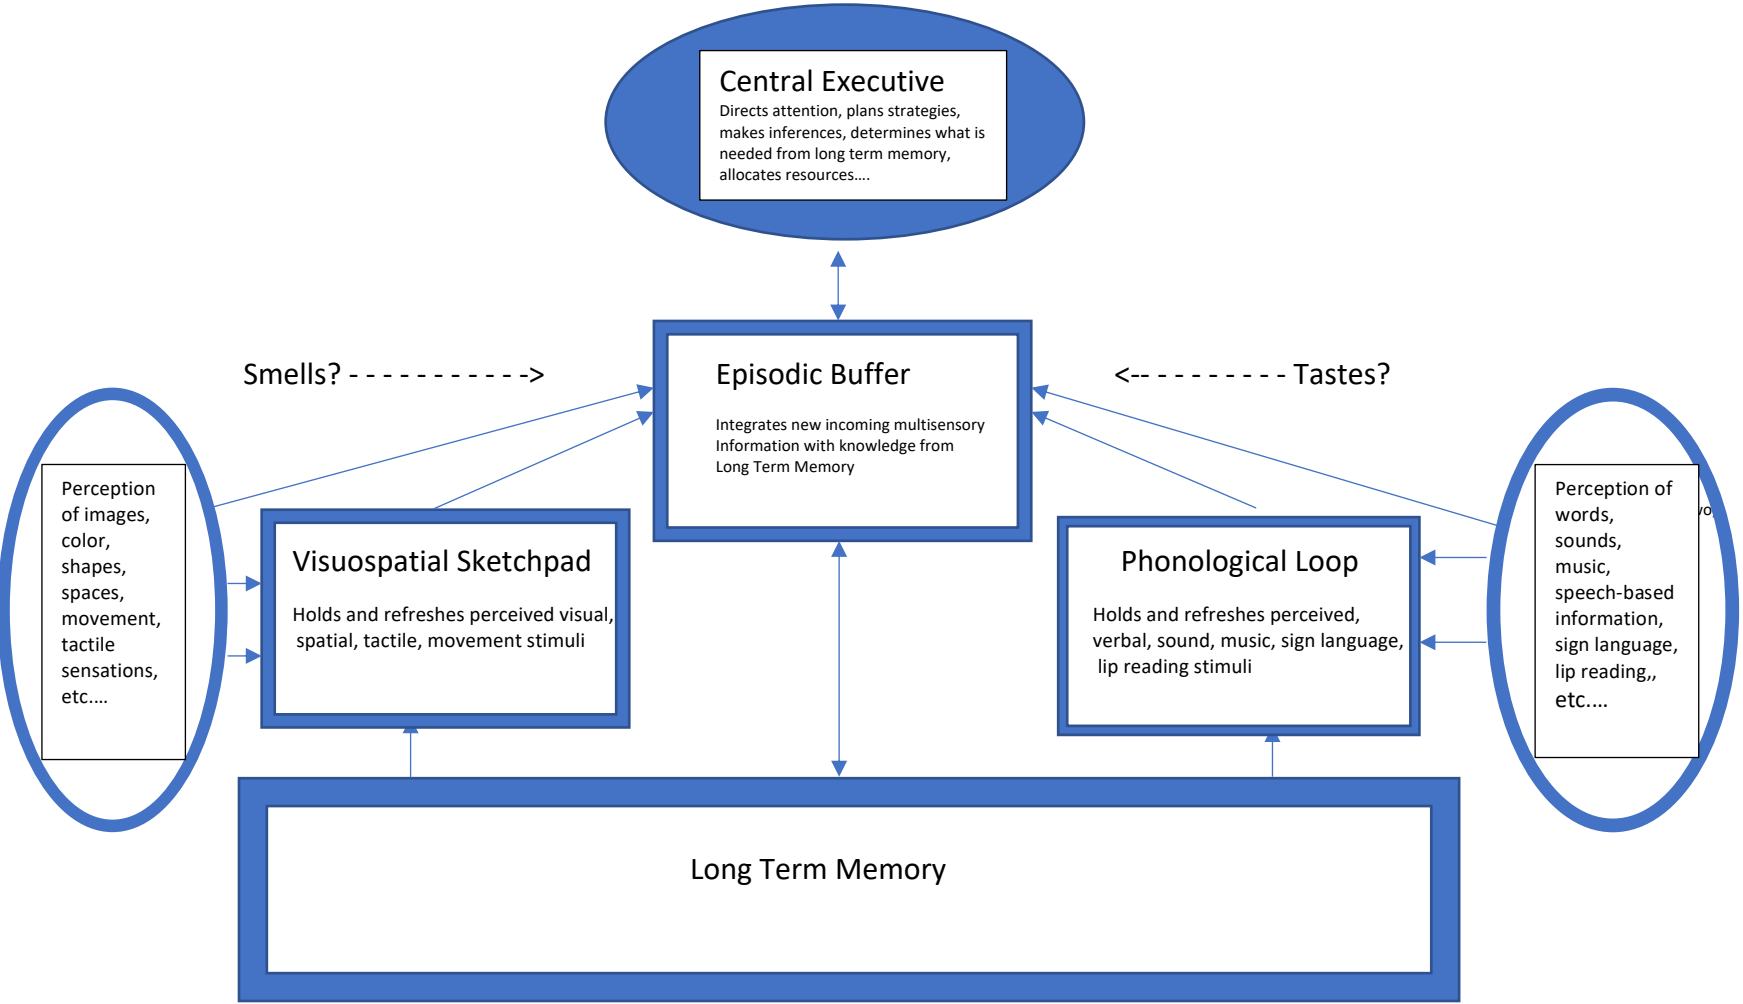 Central Executive
Directs attention, plans strategies,
makes inferences, determines what is
needed from long term memory,
allocates resources....
Smells? - - - - - - - - - - - ->
Episodic Buffer
Integrates new incoming multisensory
Information with knowledge from
Long Term Memory
<-- - - - - - - - - Tastes?
Perception
of images,
color,
shapes,
spaces,
movement,
tactile
sensations,
etc....
Visuospatial Sketchpad
Holds and refreshes perceived visual,
spatial, tactile, movement stimuli
Phonological Loop
Holds and refreshes perceived,
verbal, sound, music, sign language,
lip reading stimuli
Perception of
words,
sounds,
music,
speech-based
information,
sign language,
lip reading,,
etc....
Long Term Memory